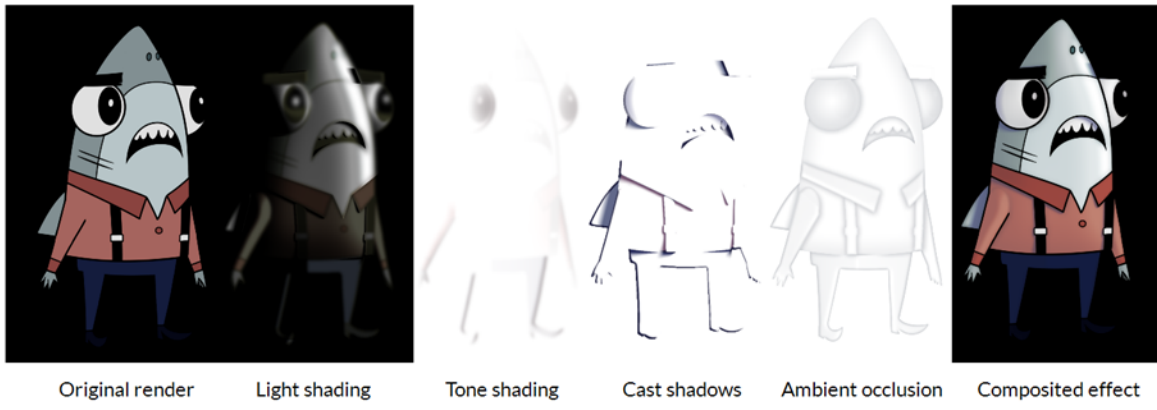 Original render
Light shading
Tone shading
Cast shadows
Ambient occlusion
Composited effect